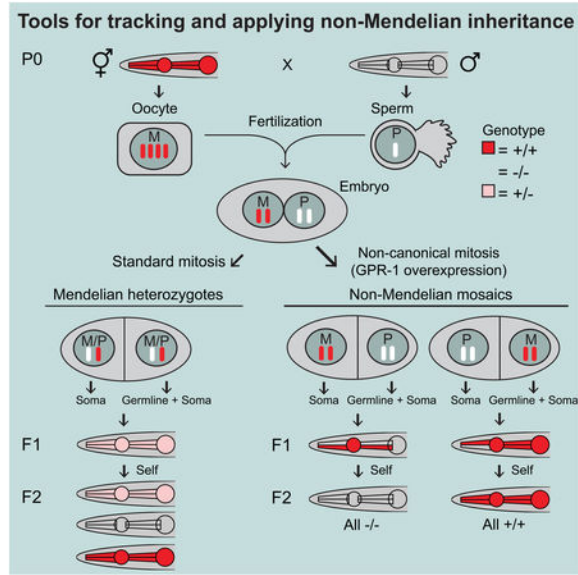 Tools for tracking and applying non-Mendelian inheritance
P0
⚥
X
♂
Oocyte
Sperm
M
Fertilization
P
Genotype
= +/+
= -/-
= +/-
Embryo
M P
Standard mitosis
Non-canonical mitosis
(GPR-1 overexpression)
Mendelian heterozygotes
Non-Mendelian mosaics
M/P M/P
M P P M
Soma Germline + Soma
Soma Germline + Soma Soma Germline + Soma
F1
F1
Self
Self Self
F2
F2
All -/- All +/+